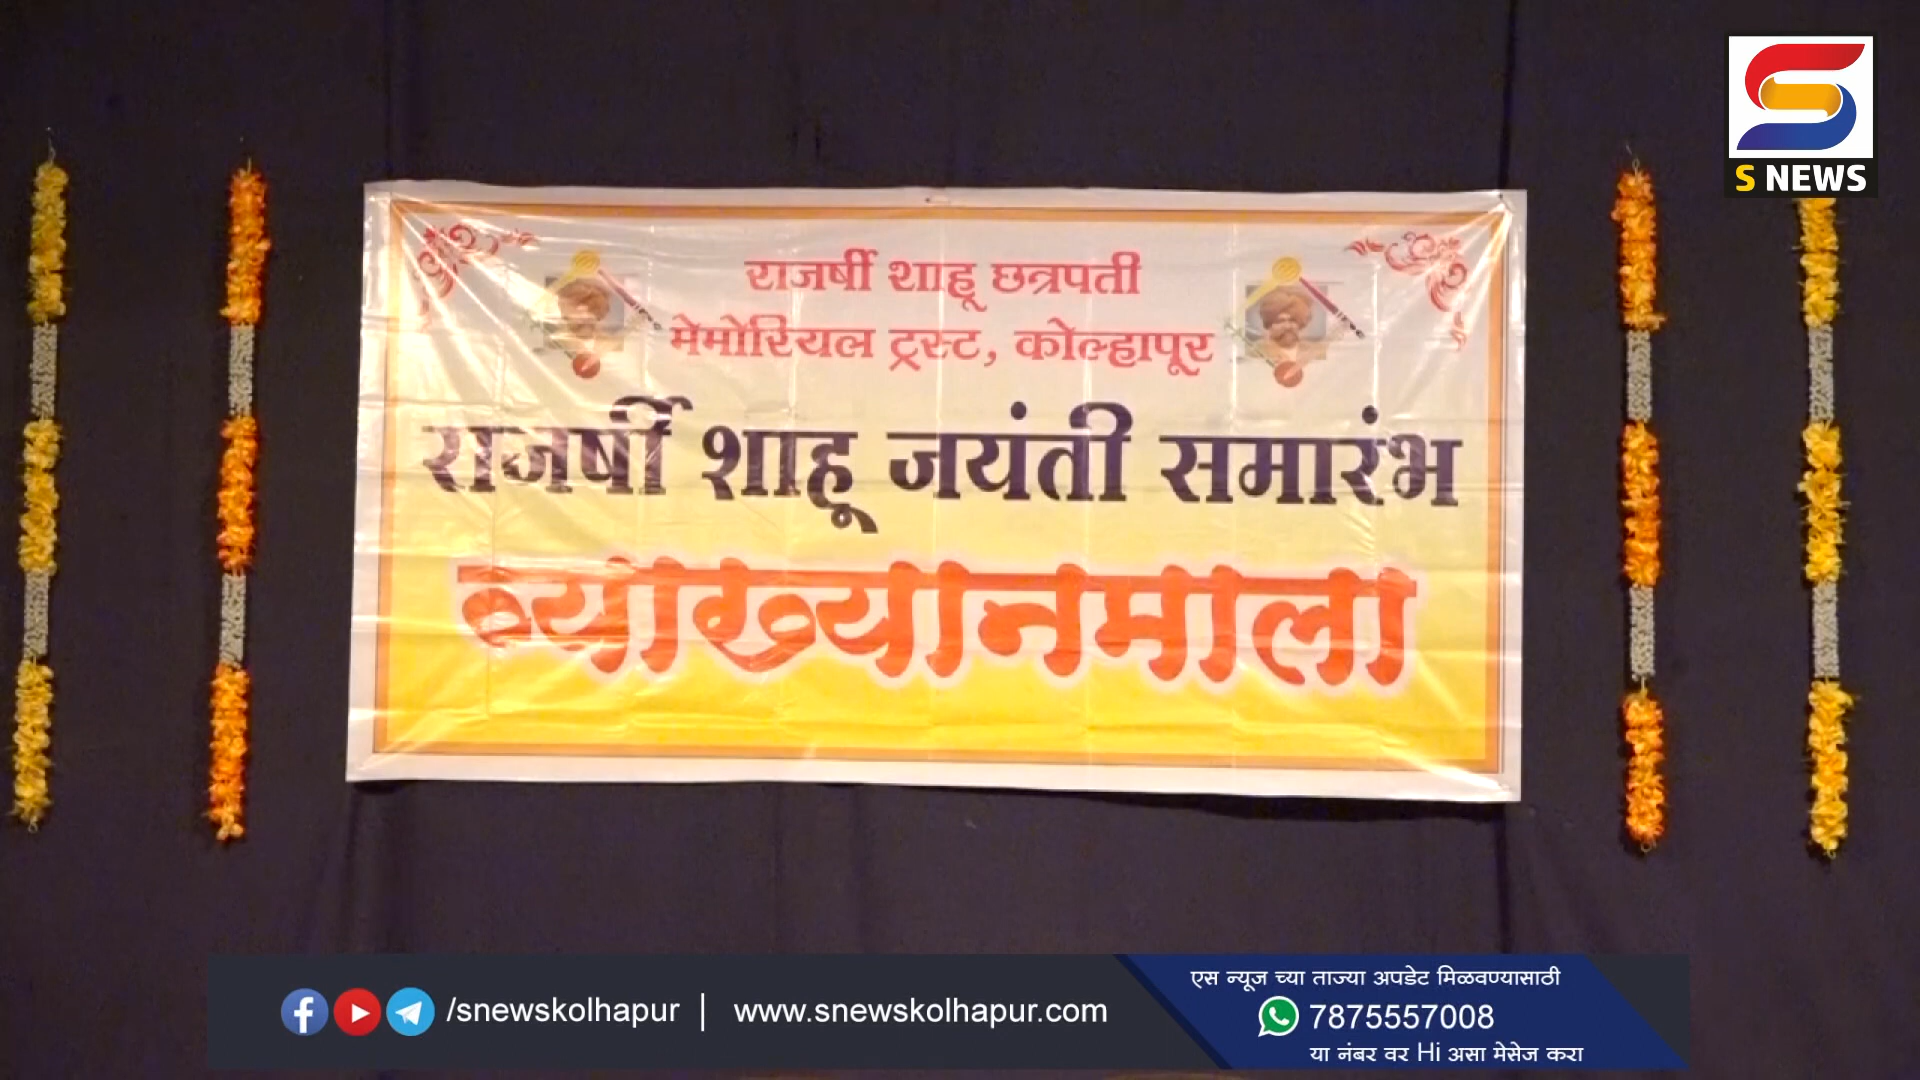 S NEWS
राजर्षी शाहू छत्रपती
मेमोरियल ट्रस्ट, कोल्हापूर
राजर्षी शाहू जयंती समारंभ
व्याख्यानमाला
एस न्यूज च्या ताज्या अपडेट मिळवण्यासाठी
/snewskolhapur | www.snewskolhapur.com
7875557008
या नंबर वर Hi असा मेसेज करा